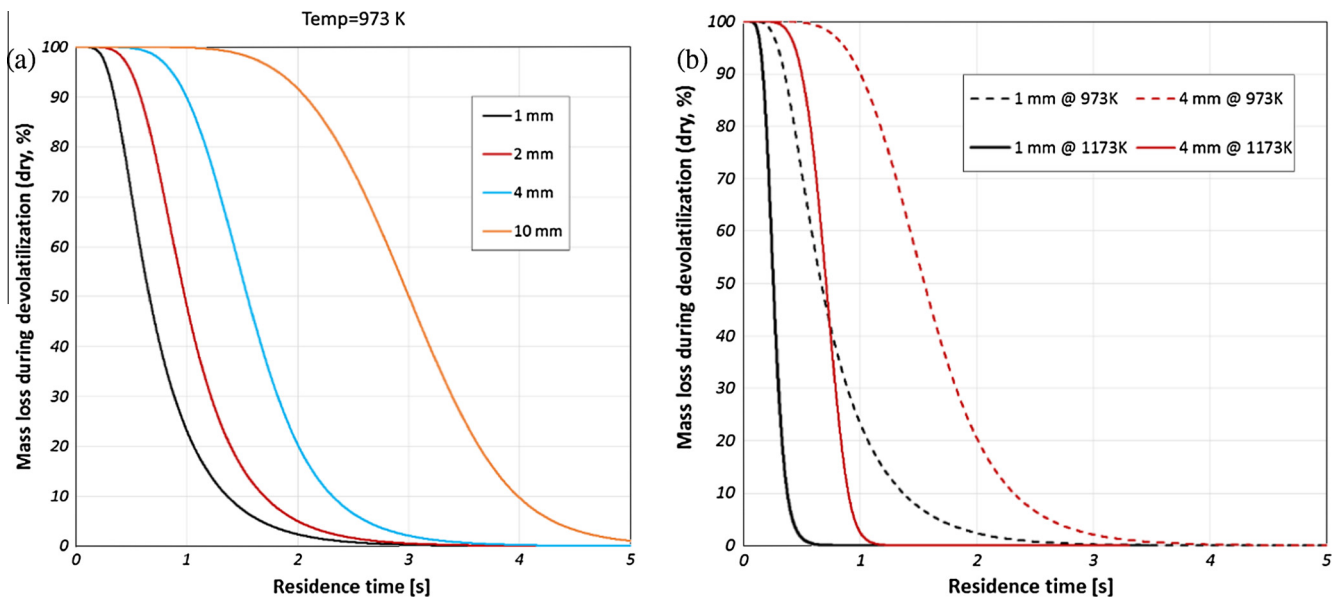 Temp=973 K
(a)
Mass loss during devolatilization (dry, %)
100
90
80
70
60
50
40
30
20
10
0
1 mm
2 mm
4 mm
10 mm
0 1 2 3 4 5
Residence time [s]
(b)
Mass loss during devolatilization (dry, %)
100
90
80
70
60
50
40
30
20
10
0
1 mm @ 973K
4 mm @ 973K
1 mm @ 1173K
4 mm @ 1173K
0 1 2 3 4 5
Residence time [s]